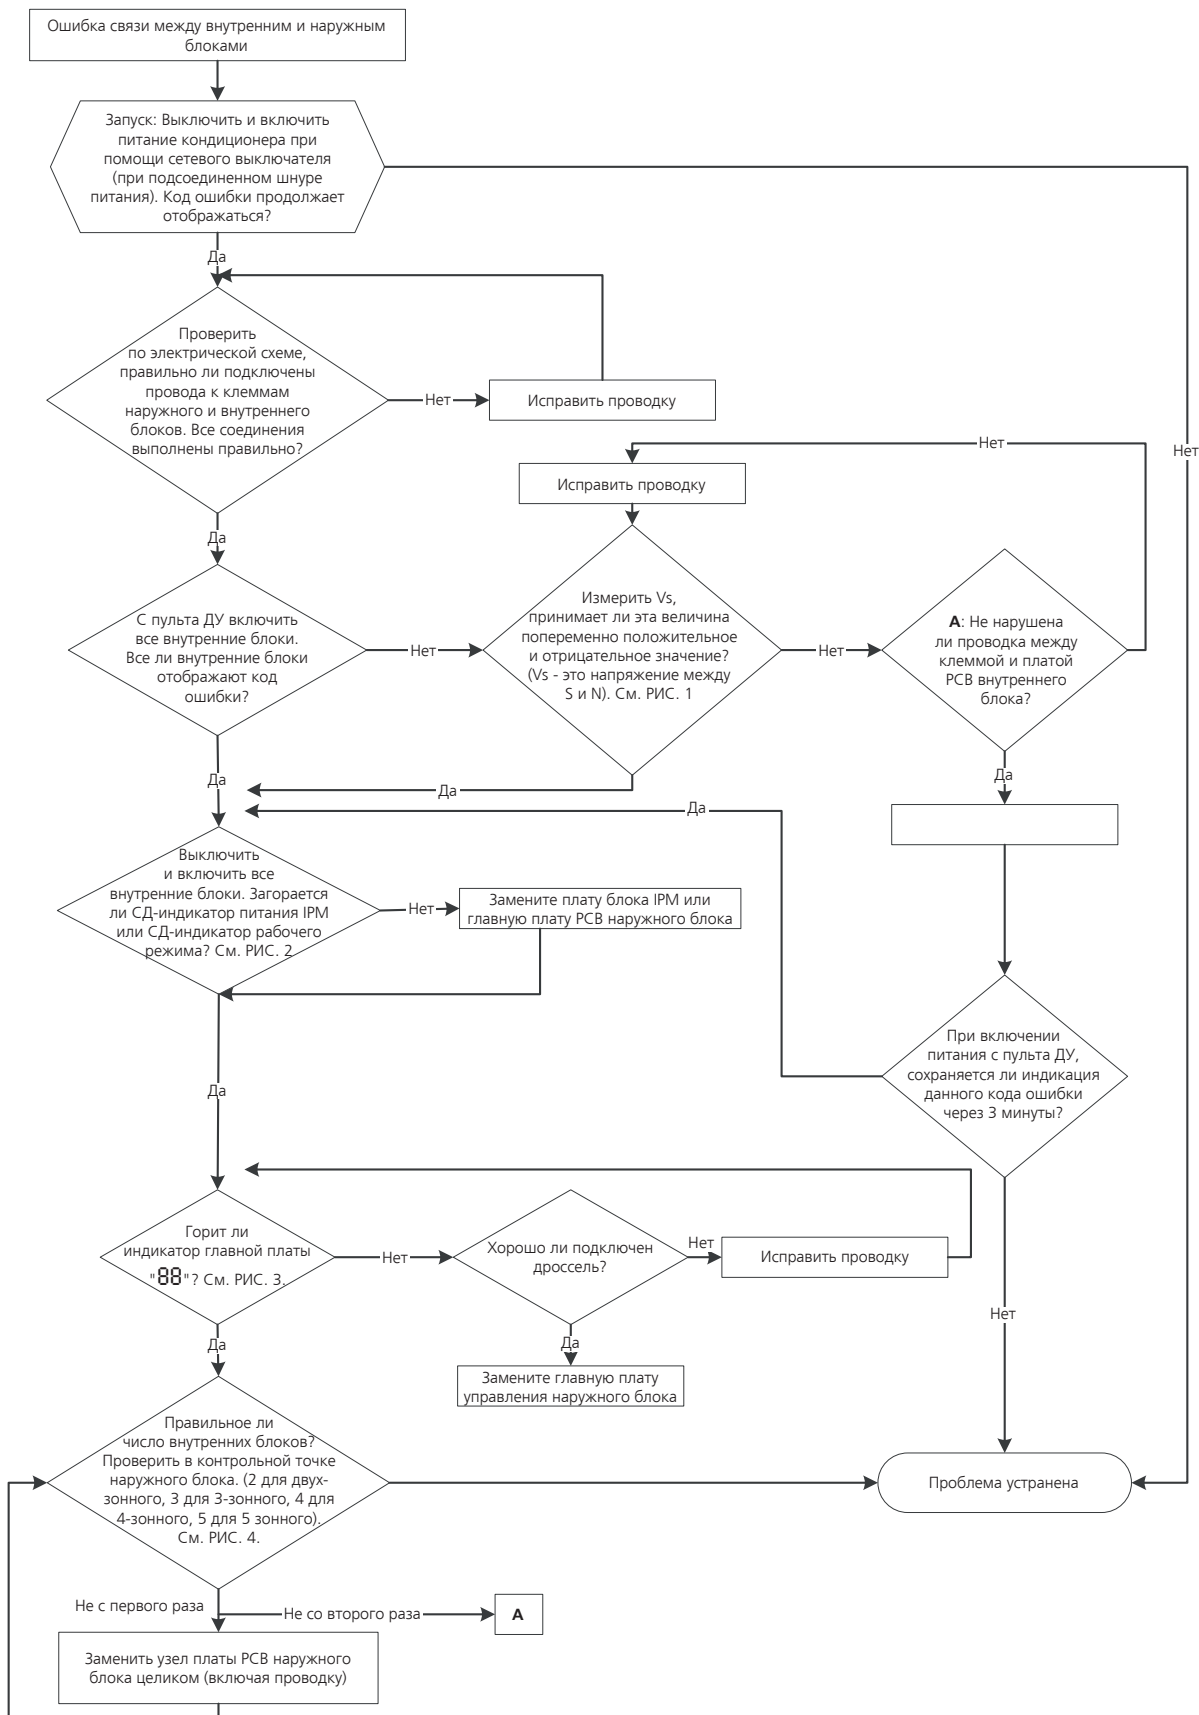 Ошибка связи между внутренним и наружным
блоками
Запуск: Выключить и включить
питание кондиционера при
помощи сетевого выключателя
(при подсоединенном шнуре
питания). Код ошибки продолжает
отображаться?
Да
Проверить
по электрической схеме,
правильно ли подключены
провода к клеммам
наружного и внутреннего
блоков. Все соединения
выполнены правильно?
Нет
Исправить проводку
Нет
Нет
Исправить проводку
Да
С пульта ДУ включить
все внутренние блоки.
Все ли внутренние блоки
отображают код
ошибки?
Нет
Измерить Vs,
принимает ли эта величина
попеременно положительное
и отрицательное значение?
(Vs - это напряжение между
S и N). См. РИС. 1
Нет
А: Не нарушена
ли проводка между
клеммой и платой
РСВ внутреннего
блока?
Да
Да
Да
Да
Выключить
и включить все
внутренние блоки. Загорается
ли СД-индикатор питания IPM
или СД-индикатор рабочего
режима? См. РИС. 2
Нет
Замените плату блока IPM или
главную плату РСВ наружного блока
При включении
питания с пульта ДУ,
сохраняется ли индикация
данного кода ошибки
через 3 минуты?
Да
Горит ли
индикатор главной платы
"88"? См. РИС. 3.
Нет
Хорошо ли подключен
дроссель?
Нет
Исправить проводку
Нет
Да
Да
Замените главную плату
управления наружного блока
Правильное ли
число внутренних блоков?
Проверить в контрольной точке
наружного блока. (2 для двух-
зонного, 3 для 3-зонного, 4 для
4-зонного, 5 для 5 зонного).
См. РИС. 4.
Проблема устранена
Не с первого раза
Не со второго раза
А
Заменить узел платы РСВ наружного
блока целиком (включая проводку)